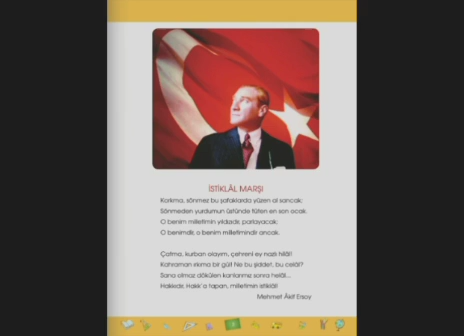 İSTİKLÂL MARŞI
Korkma, sönmez bu şafaklarda yüzen al sancak;
Sönmeden yurdumun üstünde tüten en son ocak.
O benim milletimin yıldızıdır, parlayacak;
O benimdir, o benim milletimindir ancak.
Çatma, kurban olayım, çehreni ey nazlı hilâl!
Kahraman ırkıma bir gül! Ne bu şiddet, bu celâl?
Sana olmaz dökülen kanlarımız sonra helâl...
Hakkıdır, Hakk'a tapan, milletimin istiklâl!
Mehmet Âkif Ersoy